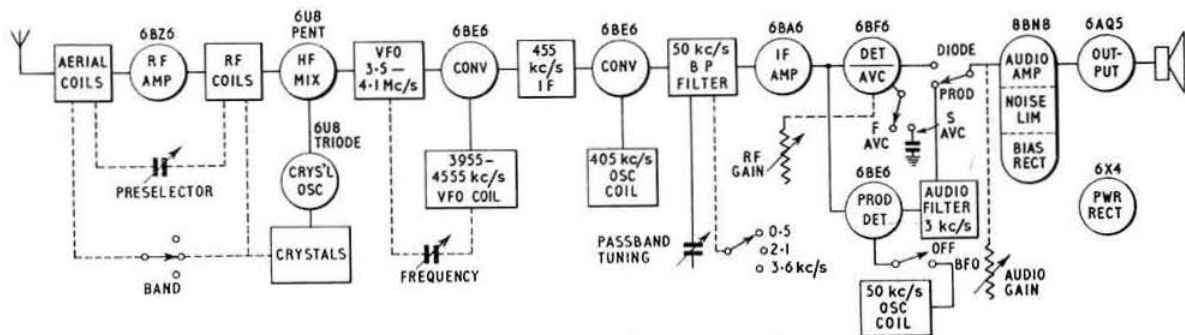 6BZ6
6U8
PENT
6BE6
6BE6
6BA6
6BF6
8BN8
6AQ5
AERIAL
COILS
RF
AMP
RF
COILS
HF
MIX
VFO
3·5—
4·1Mc/s
CONV
455
kc/s
IF
CONV
50 kc/s
B P
FILTER
IF
AMP
DET
AVC
DIODE
PROD
AUDIO
AMP
NOISE
LIM
BIAS
RECT
OUT-
PUT
6U8
TRIODE
CRYS'L
OSC
PRESELECTOR
CRYSTALS
BAND
3955-
4555 kc/s
VFO COIL
FREQUENCY
405 kc/s
OSC
COIL
PASSBAND
TUNING
0·5
2·1
3·6 kc/s
RF
GAIN
F
AVC
S
AVC
6BE6
PROD
DET
AUDIO
FILTER
3 kc/s
OFF
BFO
50 kc/s
OSC
COIL
AUDIO
GAIN
6X4
PWR
RECT